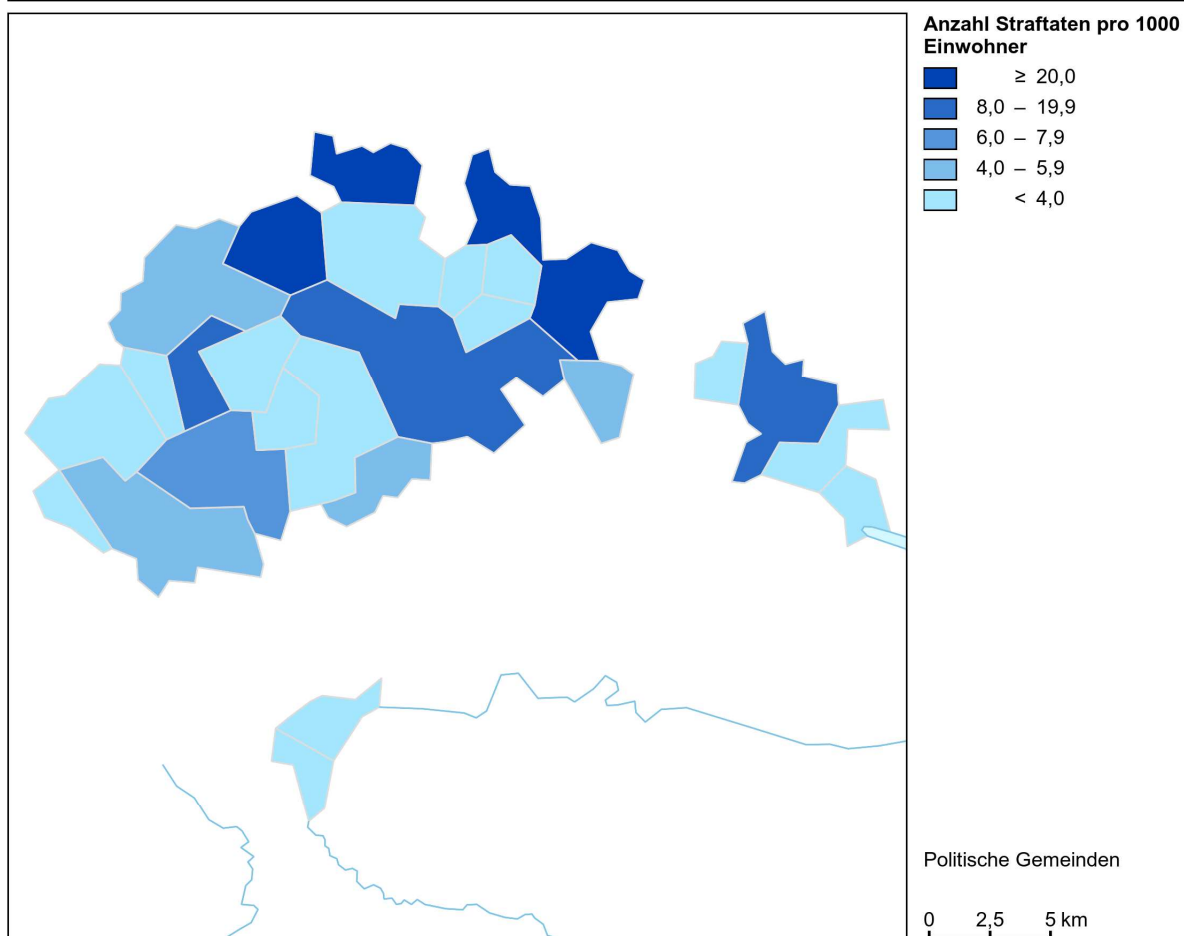 Anzahl Straftaten pro 1000
Einwohner
≥ 20,0
8,0 – 19,9
6,0 – 7,9
4,0 – 5,9
< 4,0
Politische Gemeinden
0 2,5 5 km